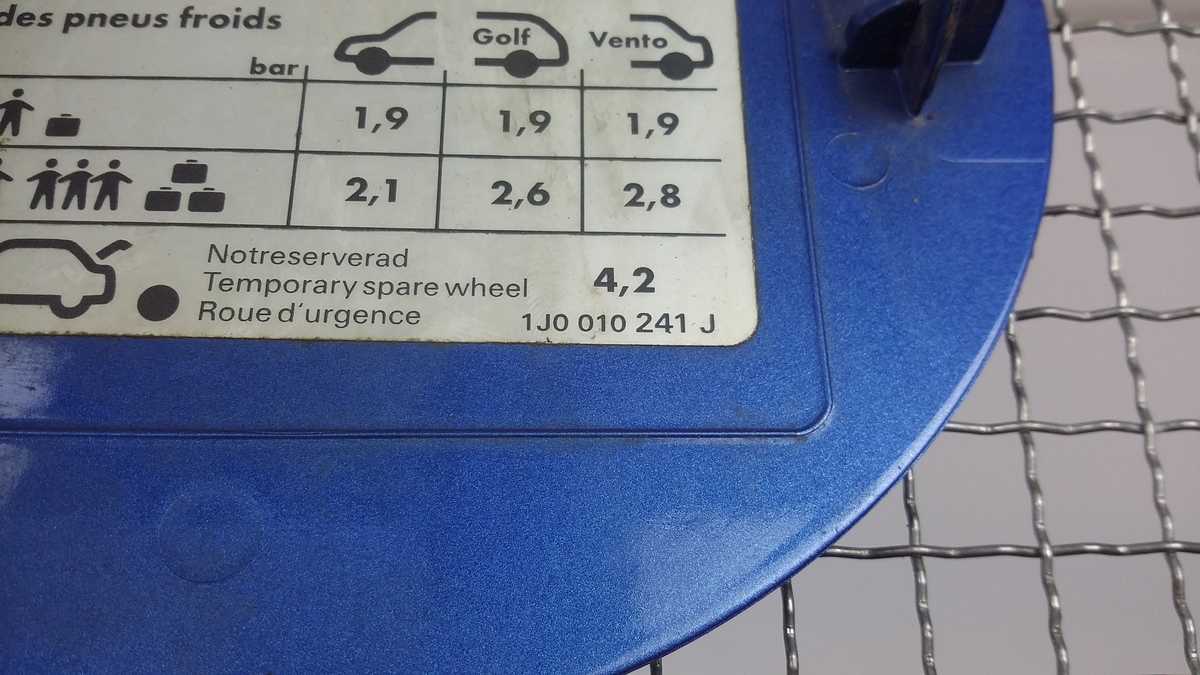 des pneus froids
Golf
Vento
bar
1,9 1,9 1,9
2,1 2,6 2,8
Notreserverad
Temporary spare wheel 4,2
Roue d'urgence
1J0 010 241 J